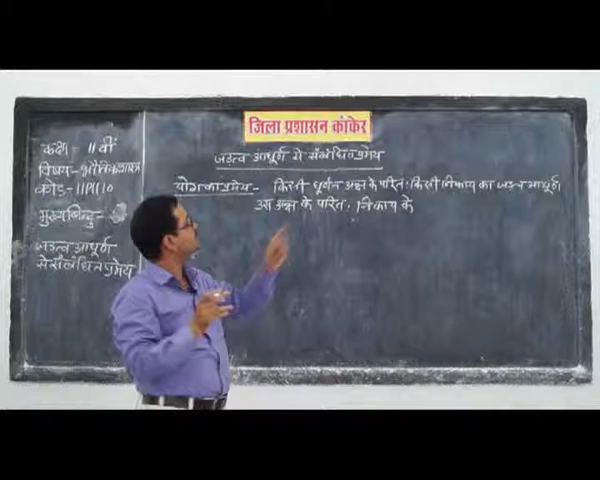 जिला प्रशासन कांकेर
कक्षा - 11वीं
विषय - भौतिकशास्त्र
कोड - 11PH10
मुख्यबिन्दु -
जड़त्व आघूर्ण
से संबंधित प्रमेय
जड़त्व आघूर्ण से संबंधित प्रमेय
योग का प्रमेय - किसी घूर्णन अक्ष के परितः किसी निकाय का जड़त्व आघूर्ण
उस अक्ष के परितः निकाय के